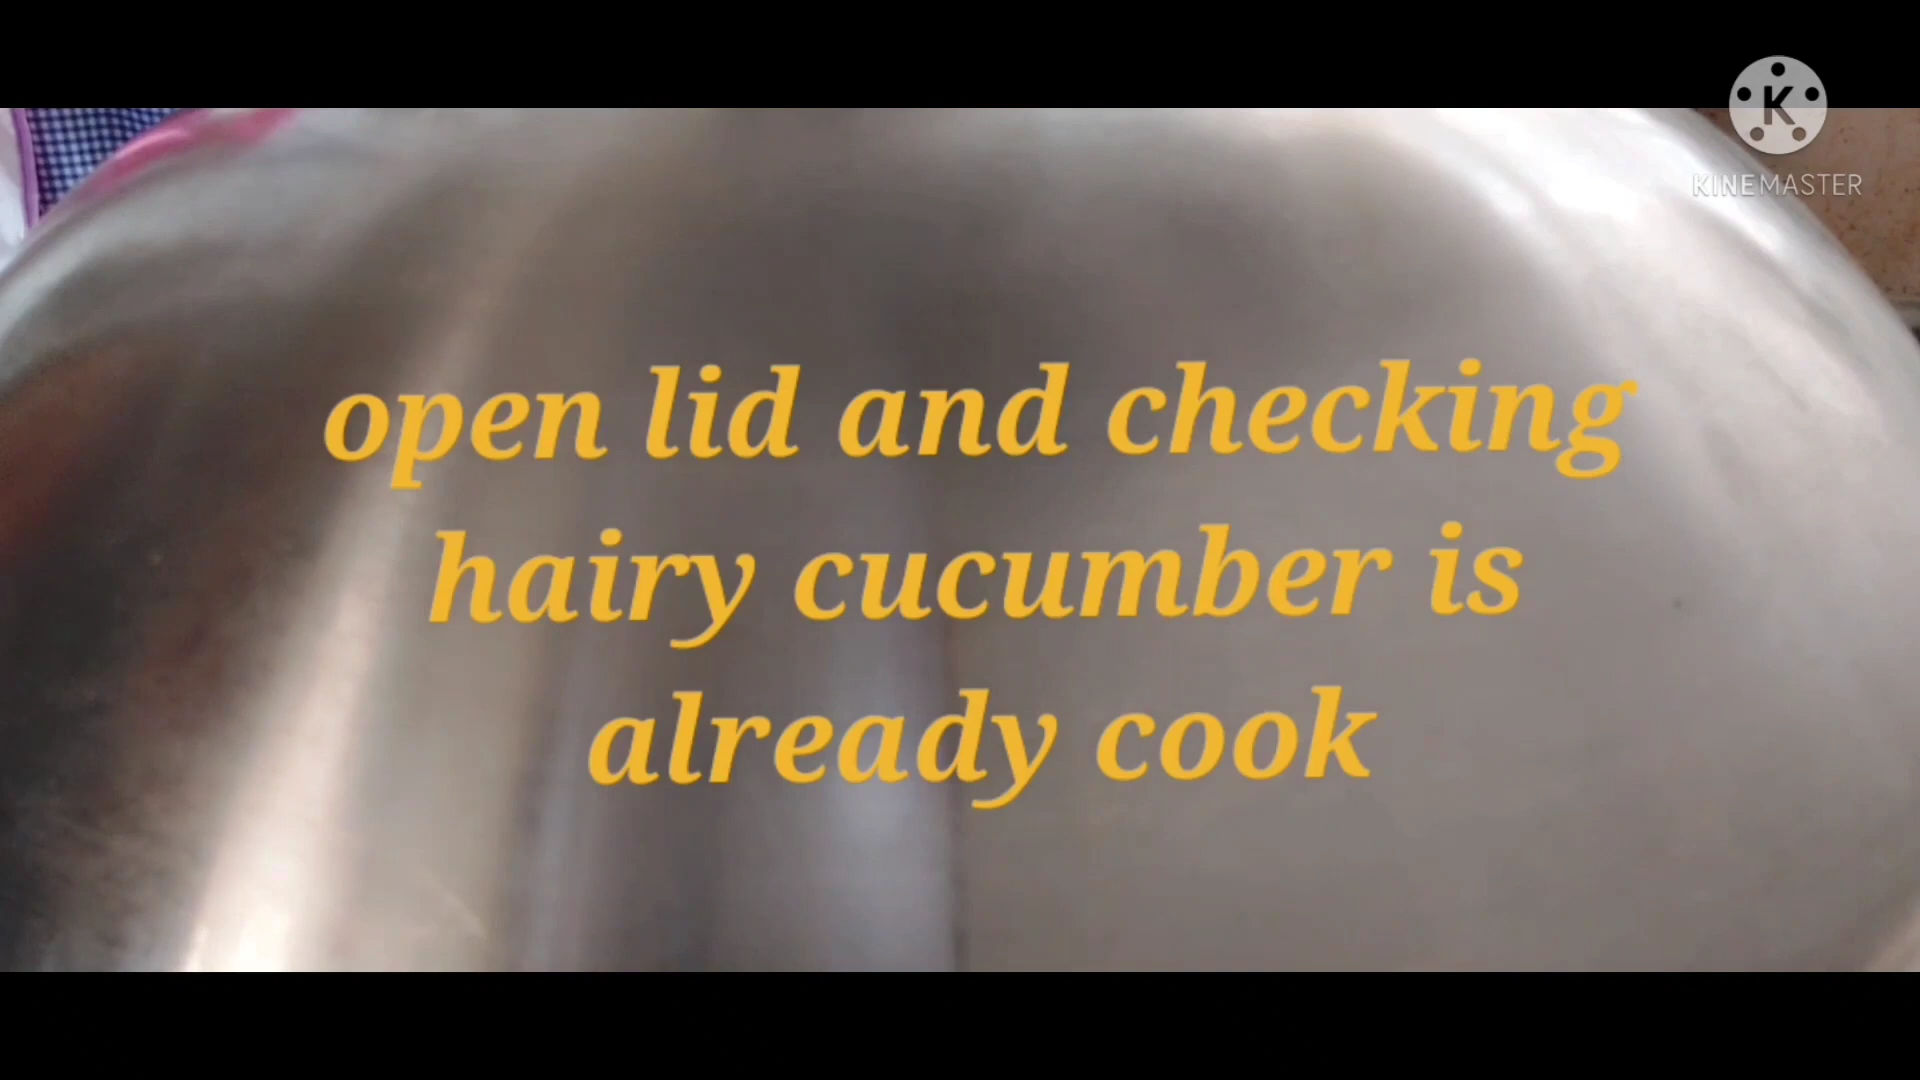 K
KINEMASTER
open lid and checking
hairy cucumber is
already cook